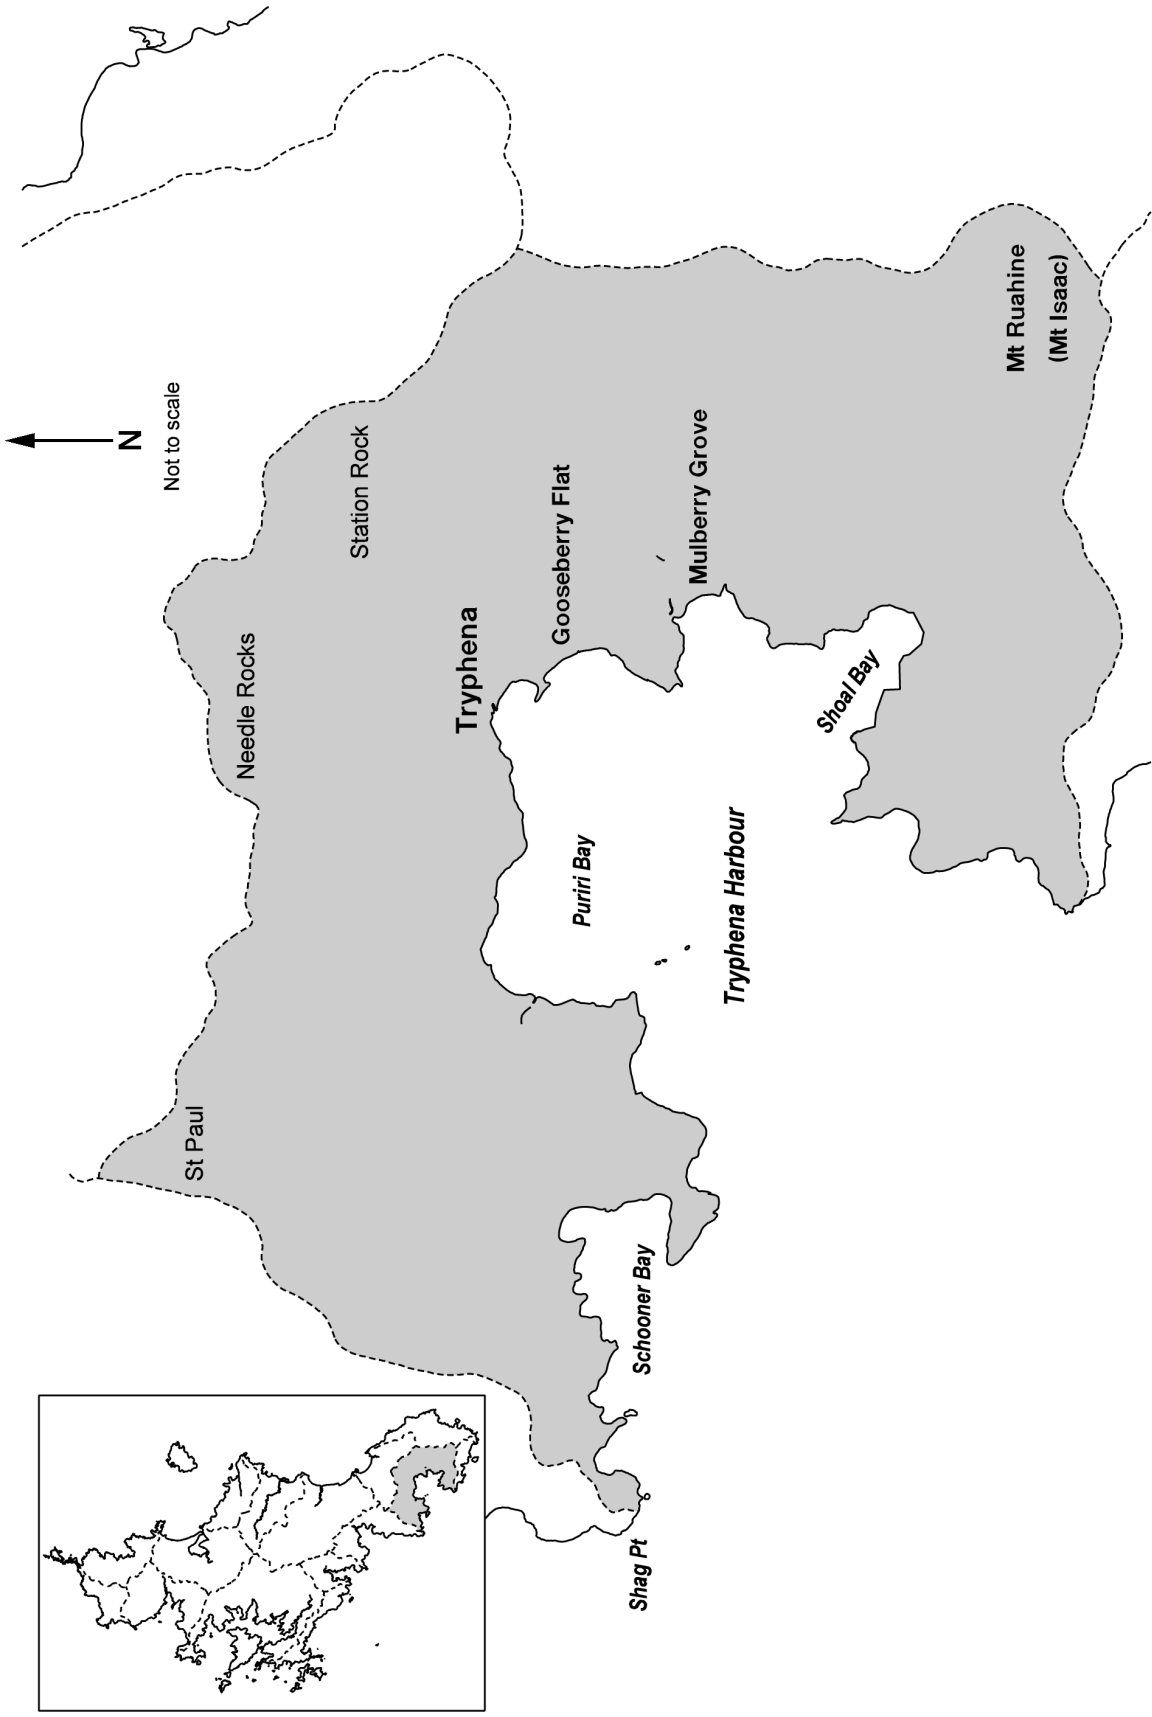 N
Not to scale
St Paul
Needle Rocks
Station Rock
Tryphena
Gooseberry Flat
Mulberry Grove
Puriri Bay
Tryphena Harbour
Shoal Bay
Schooner Bay
Shag Pt
Mt Ruahine
(Mt Isaac)